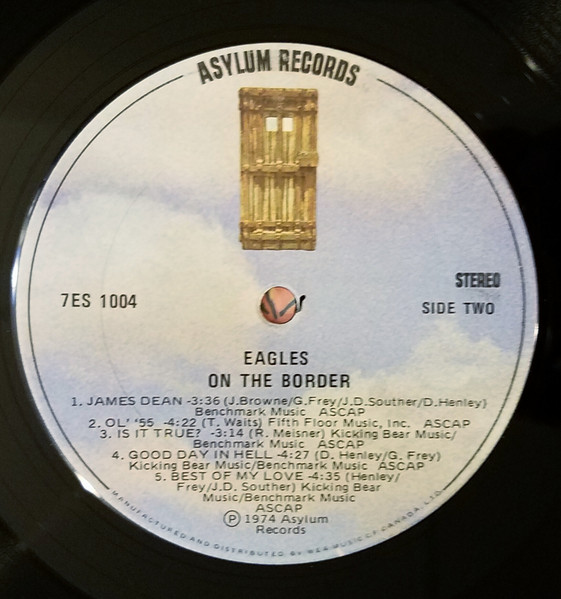 ASYLUM RECORDS
7ES 1004
STEREO
SIDE TWO
EAGLES
ON THE BORDER
1. JAMES DEAN -3:36 (J.Browne/G.Frey/J.D.Souther/D.Henley)
Benchmark Music ASCAP
2. OL' '55 -4:22 (T. Waits) Fifth Floor Music, Inc. ASCAP
3. IS IT TRUE? -3:14 (R. Meisner) Kicking Bear Music/
Benchmark Music ASCAP
4. GOOD DAY IN HELL -4:27 (D. Henley/G. Frey)
Kicking Bear Music/Benchmark Music ASCAP
5. BEST OF MY LOVE -4:35 (Henley/
Frey/J.D. Souther) Kicking Bear
Music/Benchmark Music
ASCAP
Ⓟ 1974 Asylum
Records
MANUFACTURED AND DISTRIBUTED BY WEA MUSIC OF CANADA, LTD.